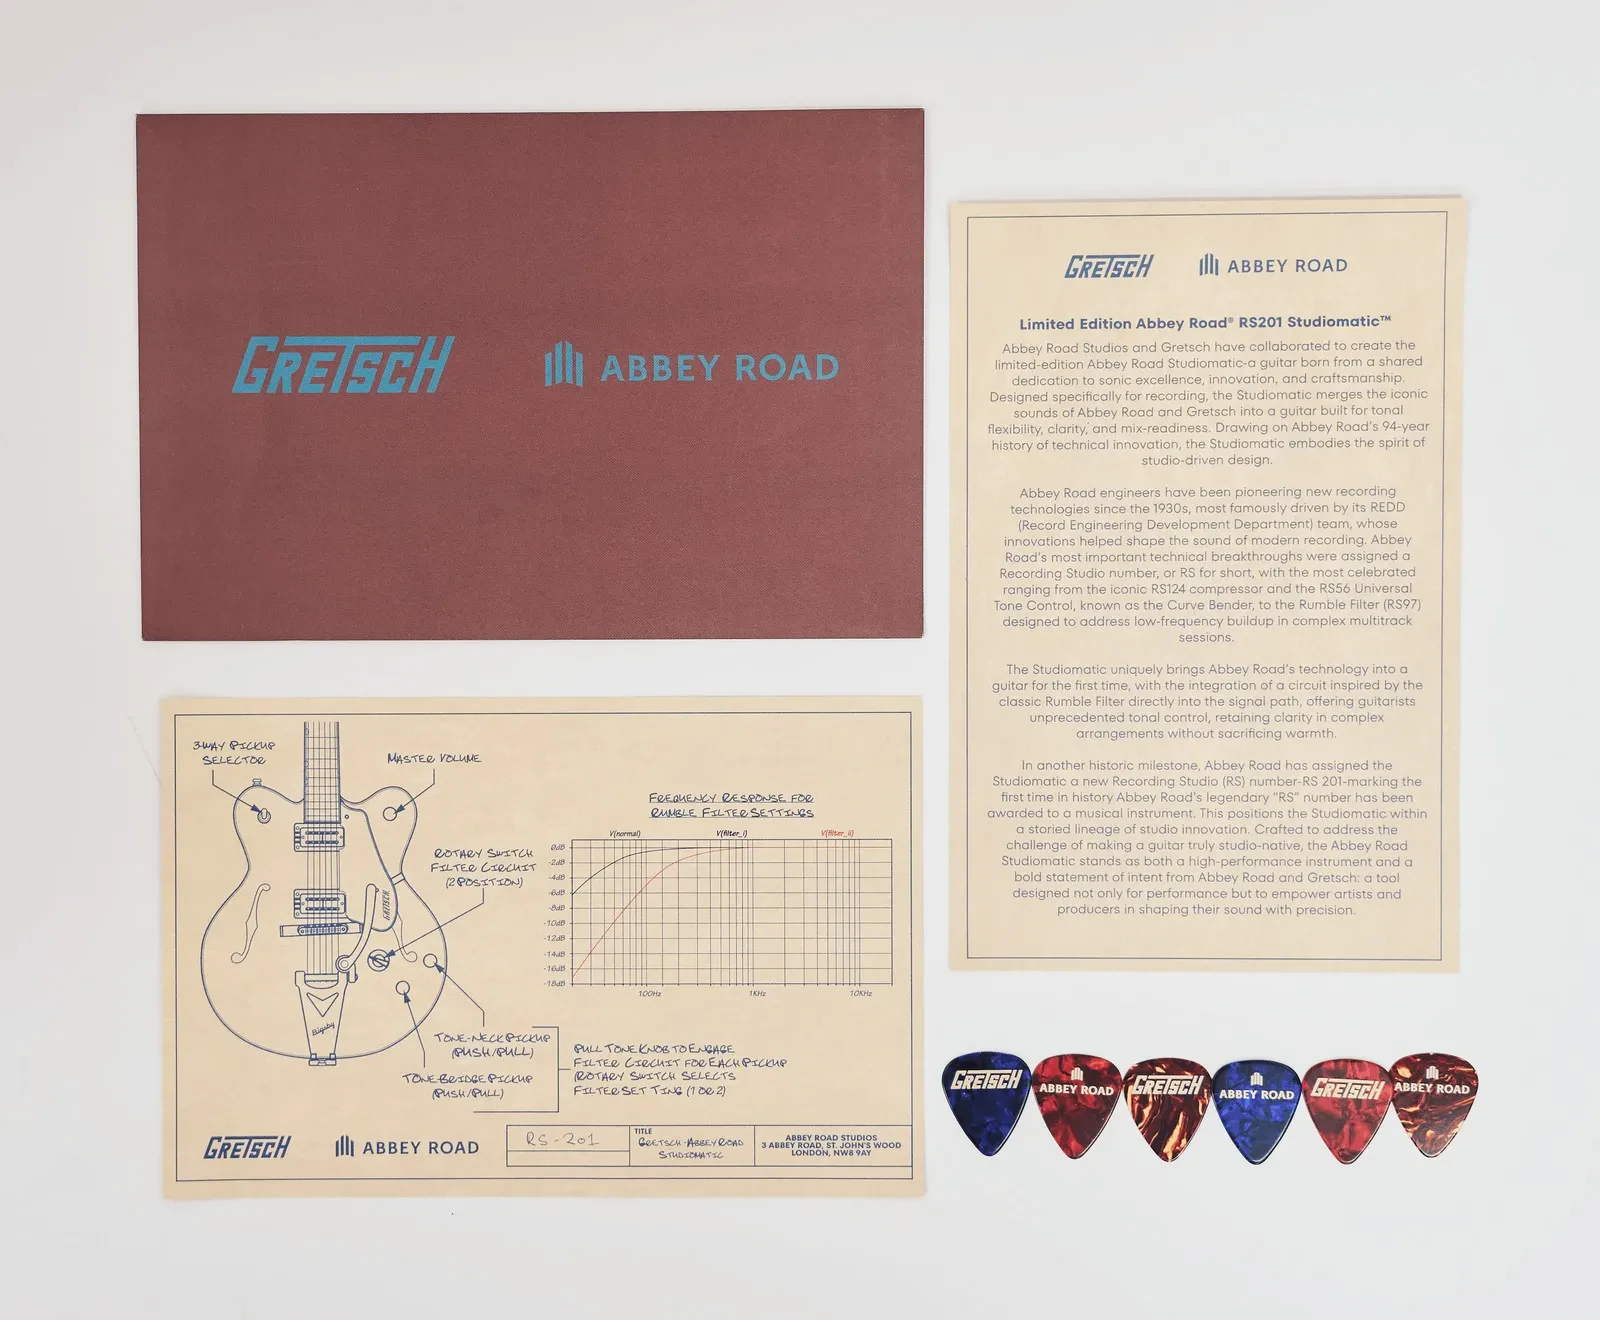 GRETSCH
ABBEY ROAD
GRETSCH
ABBEY ROAD
Limited Edition Abbey Road® RS201 Studiomatic™
Abbey Road Studios and Gretsch have collaborated to create the
limited-edition Abbey Road Studiomatic-a guitar born from a shared
dedication to sonic excellence, innovation, and craftsmanship.
Designed specifically for recording, the Studiomatic merges the iconic
sounds of Abbey Road and Gretsch into a guitar built for tonal
flexibility, clarity, and mix-readiness. Drawing on Abbey Road's 94-year
history of technical innovation, the Studiomatic embodies the spirit of
studio-driven design.
Abbey Road engineers have been pioneering new recording
technologies since the 1930s, most famously driven by its REDD
(Record Engineering Development Department) team, whose
innovations helped shape the sound of modern recording. Abbey
Road's most important technical breakthroughs were assigned a
Recording Studio number, or RS for short, with the most celebrated
ranging from the iconic RS124 compressor and the RS56 Universal
Tone Control, known as the Curve Bender, to the Rumble Filter (RS97)
designed to address low-frequency buildup in complex multitrack
sessions.
The Studiomatic uniquely brings Abbey Road's technology into a
guitar for the first time, with the integration of a circuit inspired by the
classic Rumble Filter directly into the signal path, offering guitarists
unprecedented tonal control, retaining clarity in complex
arrangements without sacrificing warmth.
In another historic milestone, Abbey Road has assigned the
Studiomatic a new Recording Studio (RS) number-RS 201-marking the
first time in history Abbey Road's legendary "RS" number has been
awarded to a musical instrument. This positions the Studiomatic within
a storied lineage of studio innovation. Crafted to address the
challenge of making a guitar truly studio-native, the Abbey Road
Studiomatic stands as both a high-performance instrument and a
bold statement of intent from Abbey Road and Gretsch: a tool
designed not only for performance but to empower artists and
producers in shaping their sound with precision.
3-WAY PICKUP
SELECTOR
MASTER VOLUME
ROTARY SWITCH
FILTER CIRCUIT
(2 POSITION)
GRETSCH
Bigsby
TONE-NECK PICKUP
(PUSH/PULL)
TONE-BRIDGE PICKUP
(PUSH/PULL)
FREQUENCY RESPONSE FOR
RUMBLE FILTER SETTINGS
V(normal)
V(filter_i)
V(filter_ii)
0dB
-2dB
-4dB
-6dB
-8dB
-10dB
-12dB
-14dB
-16dB
-18dB
100Hz
1KHz
10KHz
PULL TONE KNOB TO ENGAGE
FILTER CIRCUIT FOR EACH PICKUP
(ROTARY SWITCH SELECTS
FILTER SETTING (1 OR 2)
GRETSCH
ABBEY ROAD
RS-201
TITLE
GRETSCH-ABBEY ROAD
STUDIOMATIC
ABBEY ROAD STUDIOS
3 ABBEY ROAD, ST. JOHN'S WOOD
LONDON, NW8 9AY
GRETSCH
ABBEY ROAD
GRETSCH
ABBEY ROAD
GRETSCH
ABBEY ROAD